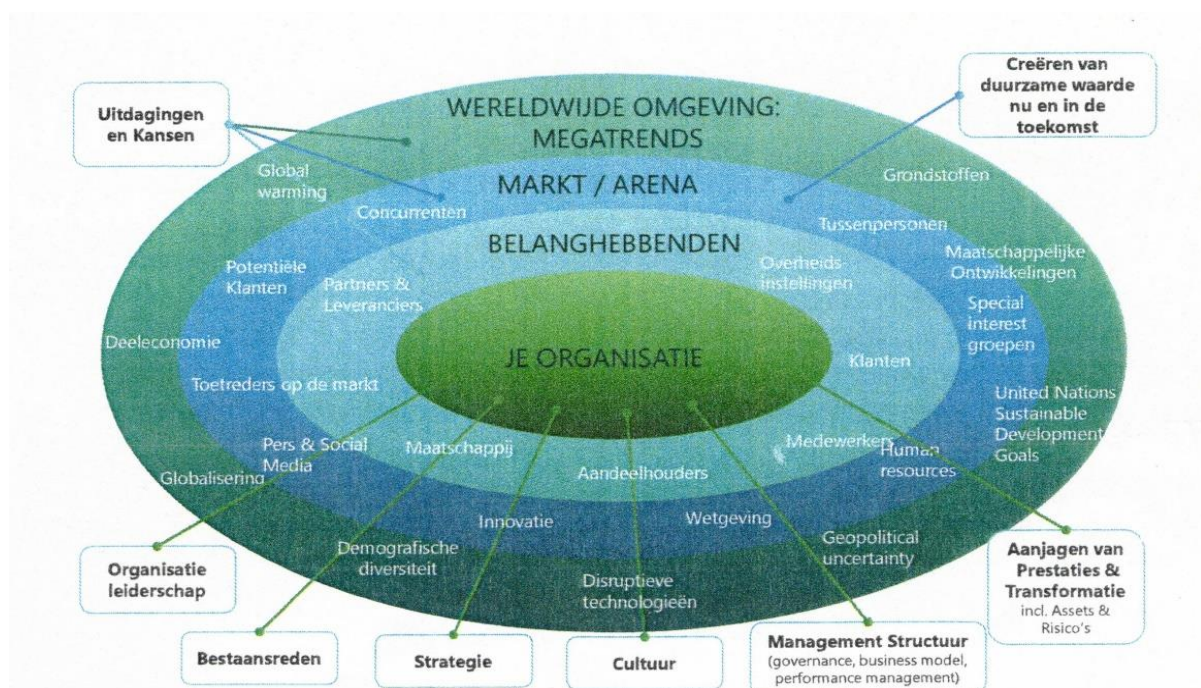 Uitdagingen
en Kansen
Creëren van
duurzame waarde
nu en in de
toekomst
WERELDWIJDE OMGEVING:
MEGATRENDS
Global
warming
Grondstoffen
MARKT / ARENA
Concurrenten
Tussenpersonen
BELANGHEBBENDEN
Maatschappelijke
Ontwikkelingen
Potentiële
Klanten
Partners &
Leveranciers
Overheids-
instellingen
Special
interest
groepen
Deeleconomie
JE ORGANISATIE
Klanten
Toetreders op de markt
United Nations
Sustainable
Development
Goals
Pers & Social
Media
Maatschappij
Medewerkers
Human
resources
Aandeelhouders
Globalisering
Innovatie
Wetgeving
Demografische
diversiteit
Geopolitical
uncertainty
Disruptieve
technologieën
Organisatie
leiderschap
Bestaansreden
Strategie
Cultuur
Management Structuur
(governance, business model,
performance management)
Aanjagen van
Prestaties &
Transformatie
incl. Assets &
Risico's